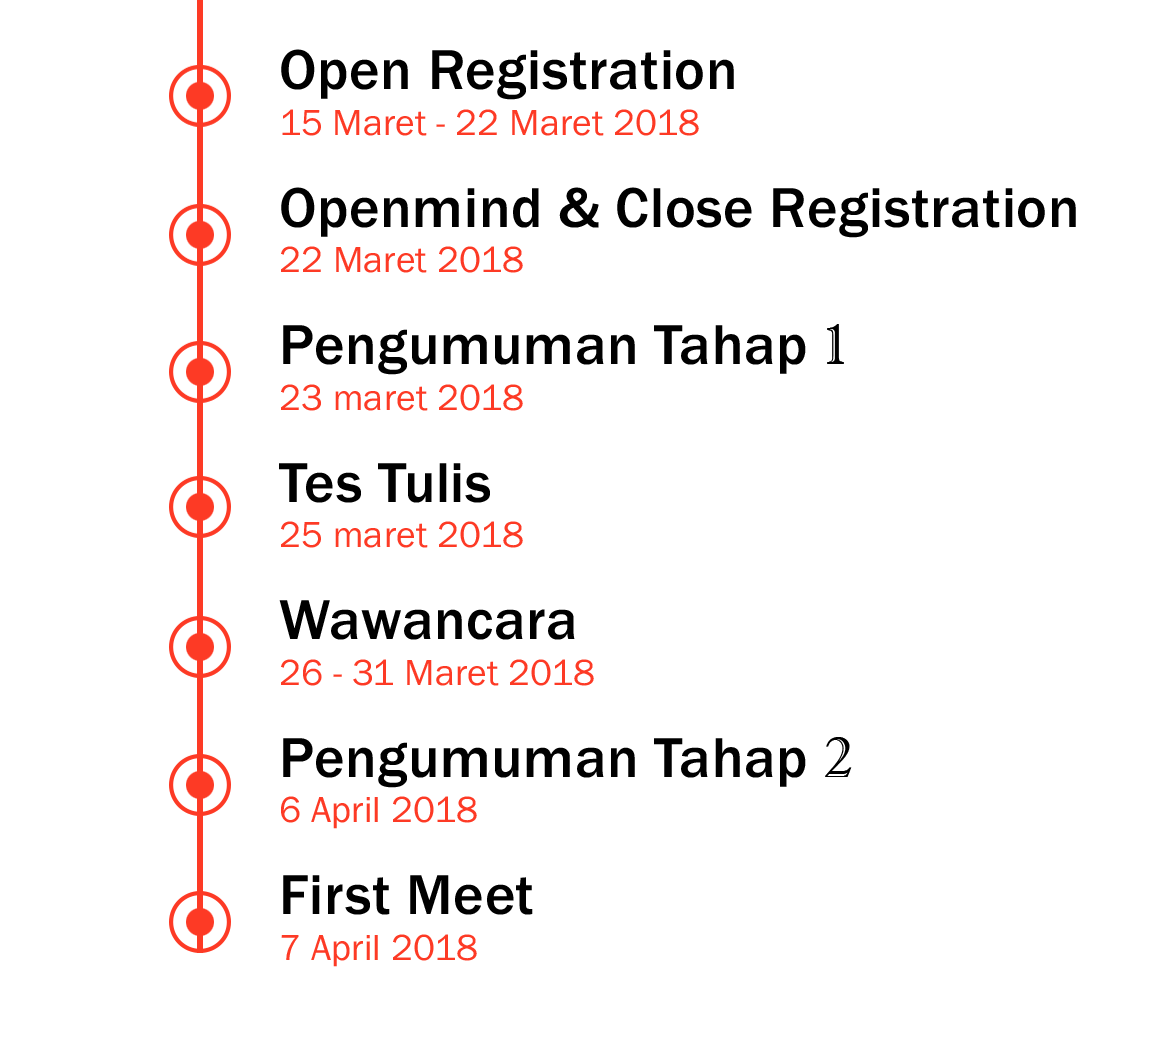 Open Registration
15 Maret - 22 Maret 2018
Openmind & Close Registration
22 Maret 2018
Pengumuman Tahap 1
23 maret 2018
Tes Tulis
25 maret 2018
Wawancara
26 - 31 Maret 2018
Pengumuman Tahap 2
6 April 2018
First Meet
7 April 2018